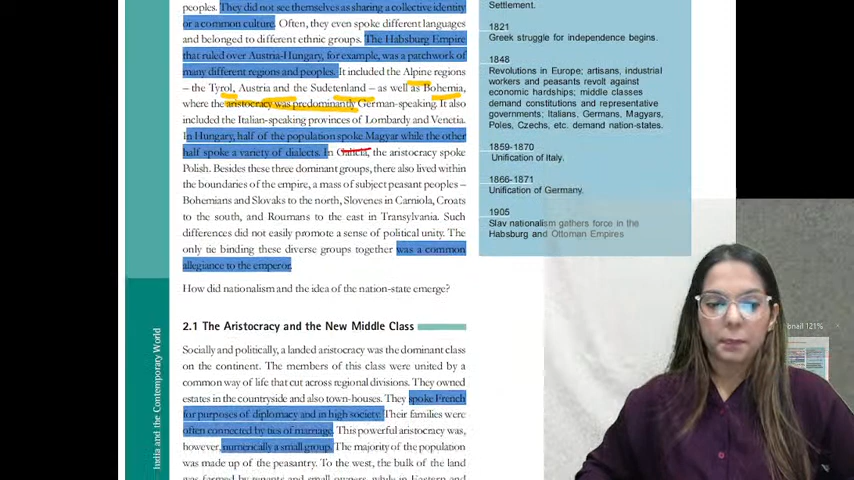 peoples. They did not see themselves as sharing a collective identity
or a common culture. Often, they even spoke different languages
and belonged to different ethnic groups. The Habsburg Empire
that ruled over Austria-Hungary, for example, was a patchwork of
many different regions and peoples. It included the Alpine regions
– the Tyrol, Austria and the Sudetenland – as well as Bohemia,
where the aristocracy was predominantly German-speaking. It also
included the Italian-speaking provinces of Lombardy and Venetia.
In Hungary, half of the population spoke Magyar while the other
half spoke a variety of dialects. In Galicia, the aristocracy spoke
Polish. Besides these three dominant groups, there also lived within
the boundaries of the empire, a mass of subject peasant peoples –
Bohemians and Slovaks to the north, Slovenes in Carniola, Croats
to the south, and Roumans to the east in Transylvania. Such
differences did not easily promote a sense of political unity. The
only tie binding these diverse groups together was a common
allegiance to the emperor.
How did nationalism and the idea of the nation-state emerge?
2.1 The Aristocracy and the New Middle Class
Socially and politically, a landed aristocracy was the dominant class
on the continent. The members of this class were united by a
common way of life that cut across regional divisions. They owned
estates in the countryside and also town-houses. They spoke French
for purposes of diplomacy and in high society. Their families were
often connected by ties of marriage. This powerful aristocracy was,
however, numerically a small group. The majority of the population
was made up of the peasantry. To the west, the bulk of the land
was farmed by tenants and small owners, while in Eastern and
Settlement.
1821
Greek struggle for independence begins.
1848
Revolutions in Europe; artisans, industrial
workers and peasants revolt against
economic hardships; middle classes
demand constitutions and representative
governments; Italians, Germans, Magyars,
Poles, Czechs, etc. demand nation-states.
1859-1870
Unification of Italy.
1866-1871
Unification of Germany.
1905
Slav nationalism gathers force in the
Habsburg and Ottoman Empires
India and the Contemporary World
121%